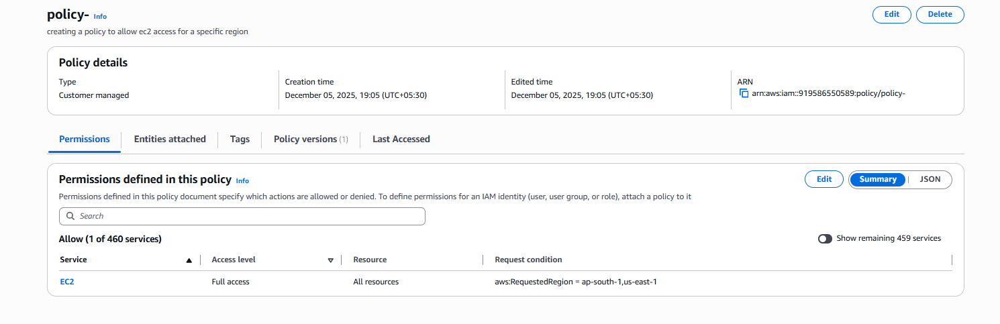 policy- Info
Edit
Delete
creating a policy to allow ec2 access for a specific region
Policy details
Type
Customer managed
Creation time
December 05, 2025, 19:05 (UTC+05:30)
Edited time
December 05, 2025, 19:05 (UTC+05:30)
ARN
arn:aws:iam::919586550589:policy/policy-
Permissions
Entities attached
Tags
Policy versions (1)
Last Accessed
Permissions defined in this policy Info
Edit
Summary
JSON
Permissions defined in this policy document specify which actions are allowed or denied. To define permissions for an IAM identity (user, user group, or role), attach a policy to it
Search
Allow (1 of 460 services)
Show remaining 459 services
Service
Access level
Resource
Request condition
EC2
Full access
All resources
aws:RequestedRegion = ap-south-1,us-east-1